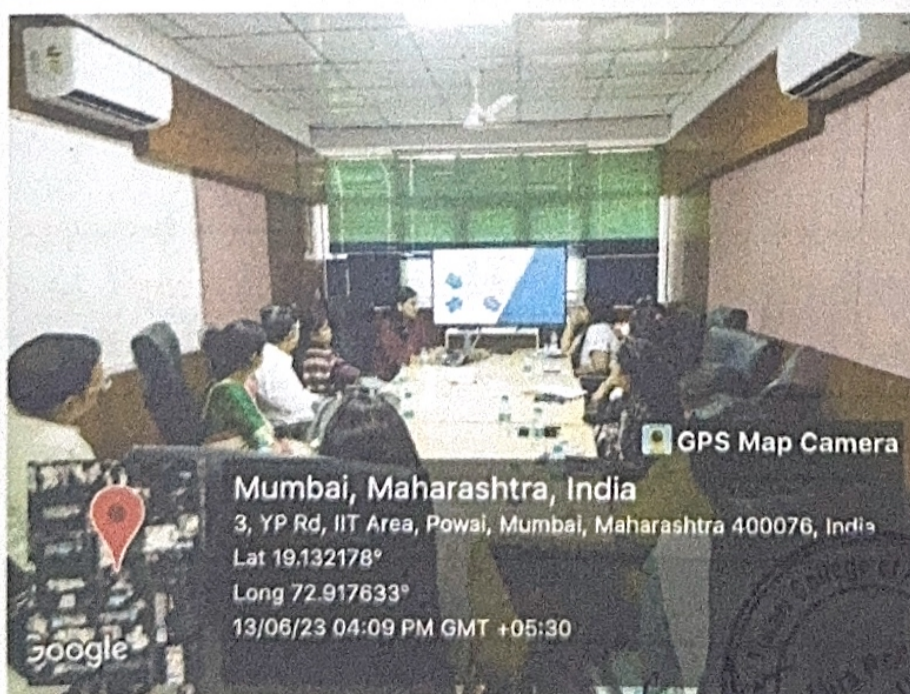 GPS Map Camera
Mumbai, Maharashtra, India
3, YP Rd, IIT Area, Powai, Mumbai, Maharashtra 400076, India
Lat 19.132178°
Long 72.917633°
13/06/23 04:09 PM GMT +05:30
Google